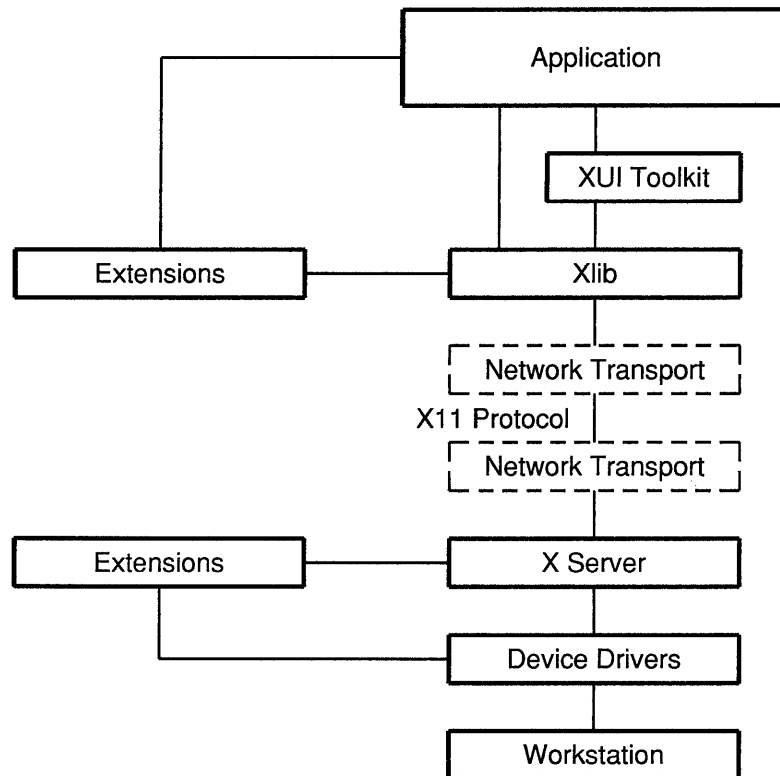 Application
XUI Toolkit
Extensions
Xlib
Network Transport
X11 Protocol
Network Transport
Extensions
X Server
Device Drivers
Workstation